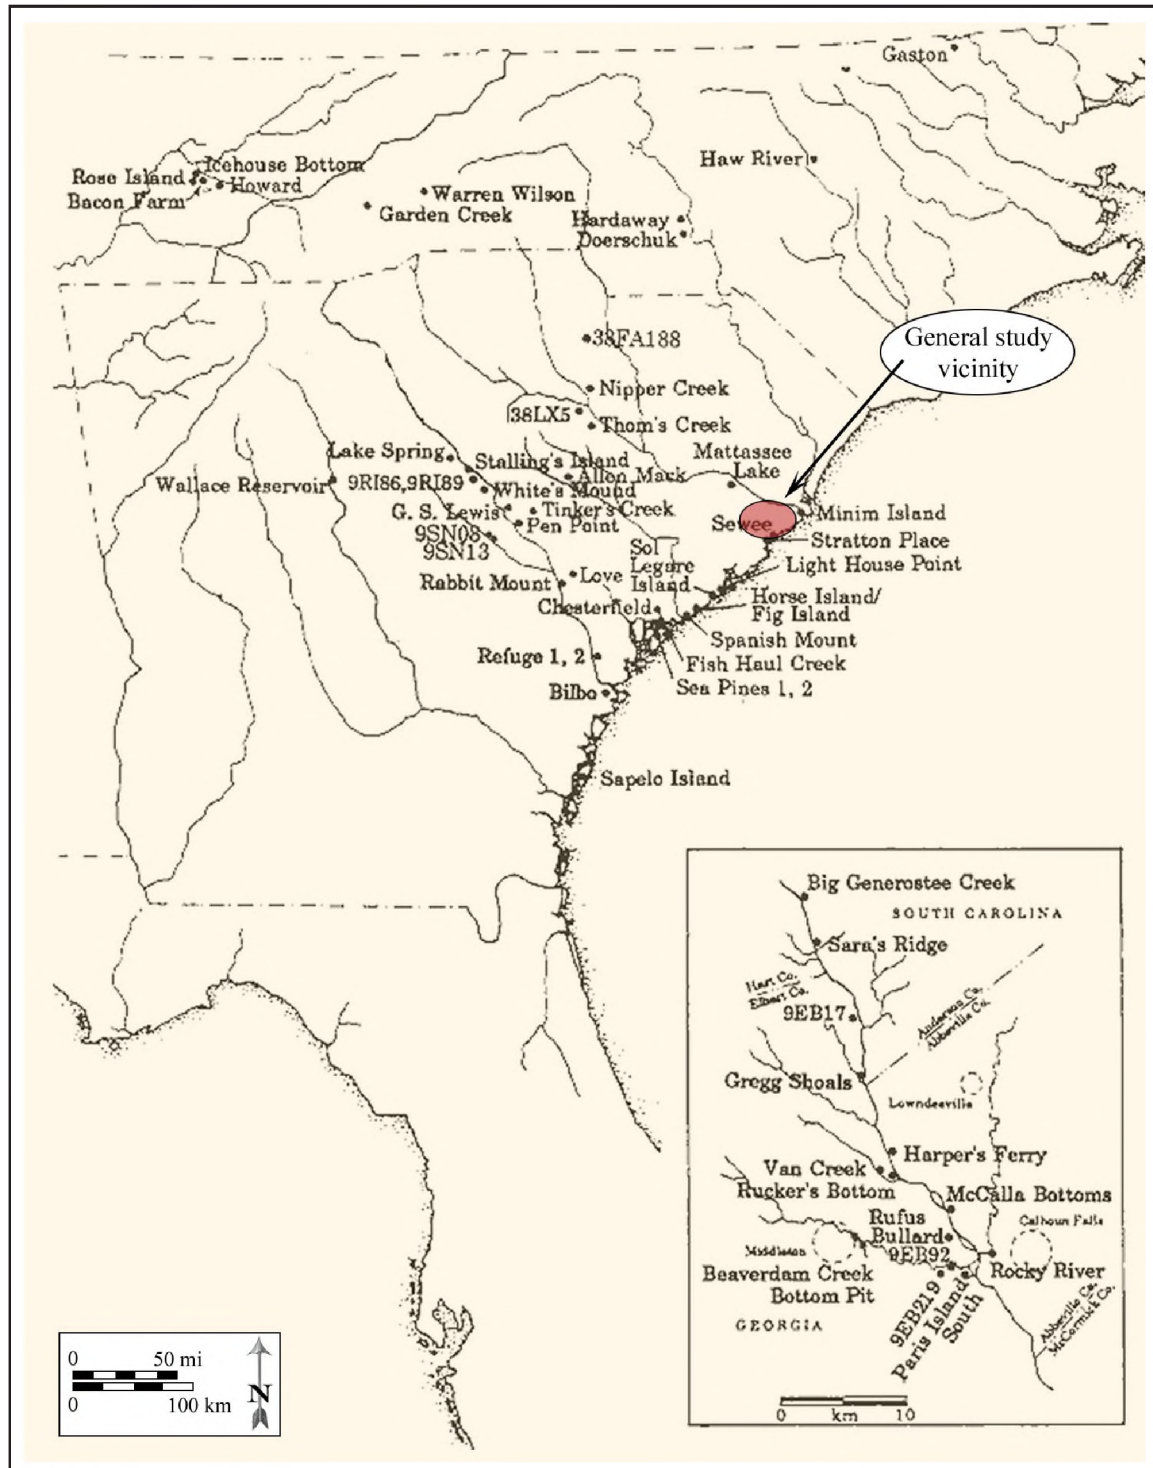 Gaston
Haw River
Icehouse Bottom
Rose Island
Howard
Bacon Farm
Warren Wilson
Garden Creek
Hardaway
Doerschuk
General study
vicinity
38FA188
Nipper Creek
38LX5
Thom's Creek
Mattassee
Lake
Lake Spring
Stalling's Island
Allen Mack
Wallace Reservoir
9RI86,9RI89
White's Mound
G. S. Lewis
Tinker's Creek
Pen Point
9SN08
9SN13
Sewee
Minim Island
Stratton Place
Light House Point
Sol
Legare
Island
Rabbit Mount
Love
Horse Island/
Fig Island
Chesterfield
Spanish Mount
Refuge 1, 2
Fish Haul Creek
Sea Pines 1, 2
Bilbo
Sapelo Island
Big Generostee Creek
SOUTH CAROLINA
Sara's Ridge
Hart Co.
Elbert Co.
9EB17
Anderson Co.
Abbeville Co.
Gregg Shoals
Lowndesville
Harper's Ferry
Van Creek
Rucker's Bottom
McCalla Bottoms
Rufus
Bullard
Calhoun Falls
Middleton
9EB92
Rocky River
Beaverdam Creek
Bottom Pit
9EB219
Paris Island
South
Abbeville Co.
McCormick Co.
GEORGIA
0 km 10
0 50 mi
0 100 km
N